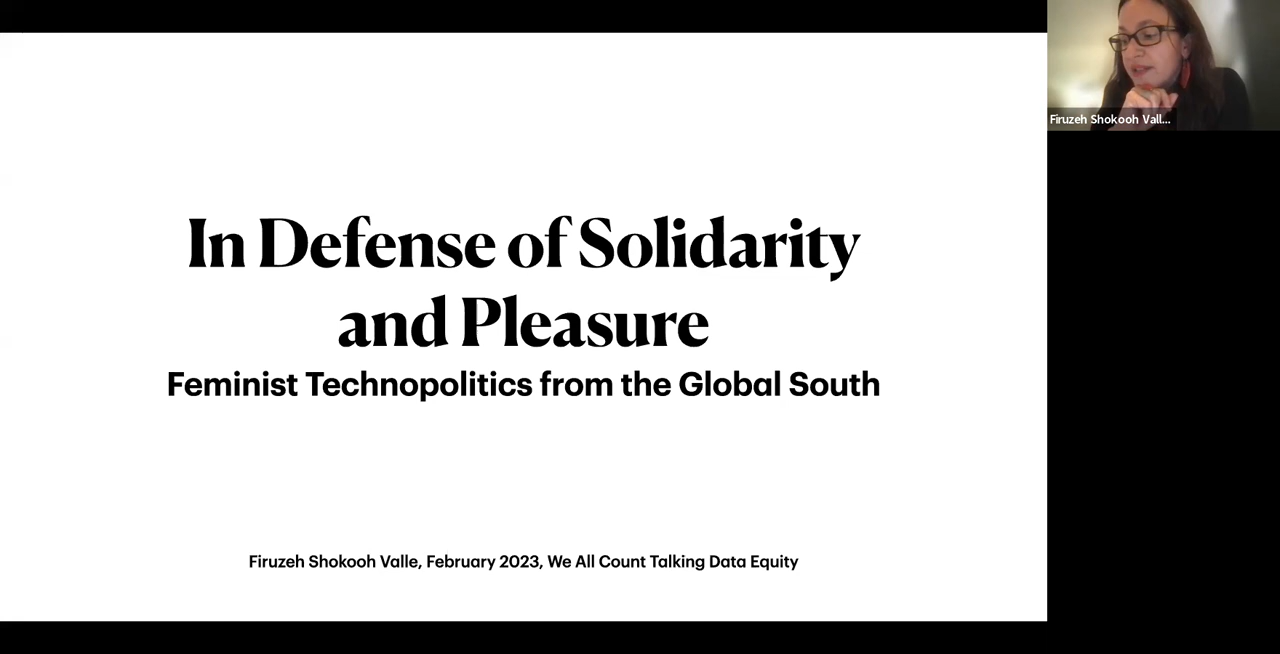 In Defense of Solidarity
and Pleasure
Feminist Technopolitics from the Global South
Firuzeh Shokooh Valle, February 2023, We All Count Talking Data Equity
Firuzeh Shokooh Vall...